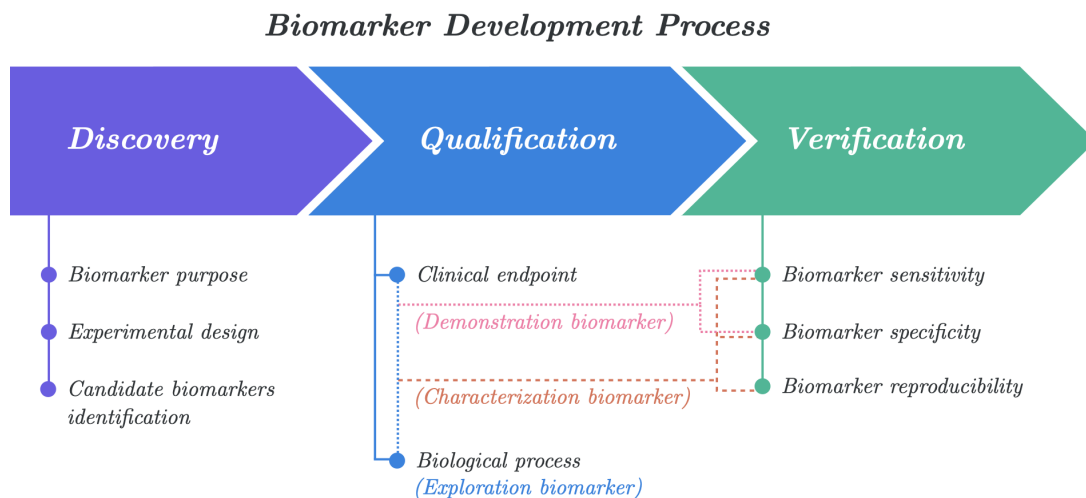 Biomarker Development Process
Discovery
Qualification
Verification
Biomarker purpose
Experimental design
Candidate biomarkers
identification
Clinical endpoint
(Demonstration biomarker)
(Characterization biomarker)
Biological process
(Exploration biomarker)
Biomarker sensitivity
Biomarker specificity
Biomarker reproducibility